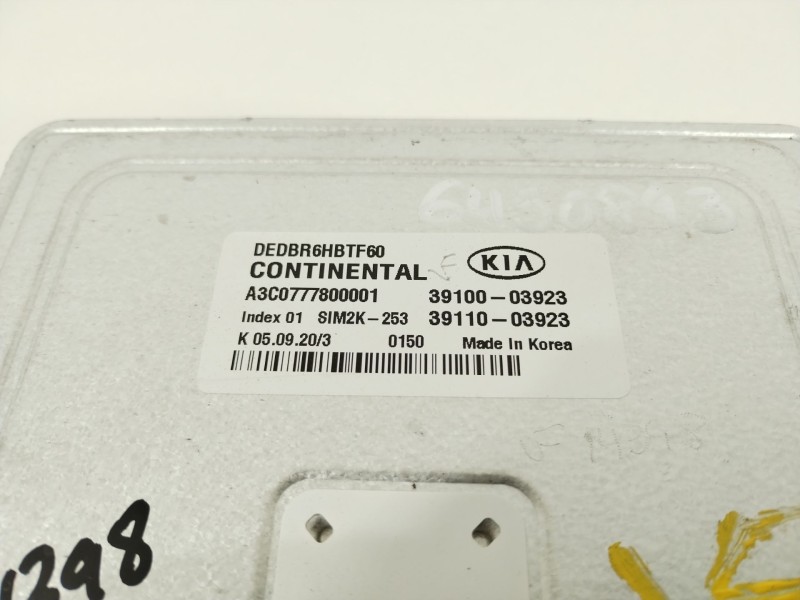 DEDBR6HBTF60
CONTINENTAL
KIA
A3C0777800001 39100-03923
Index 01 SIM2K-253 39110-03923
K 05.09.20/3 0150 Made In Korea
1298